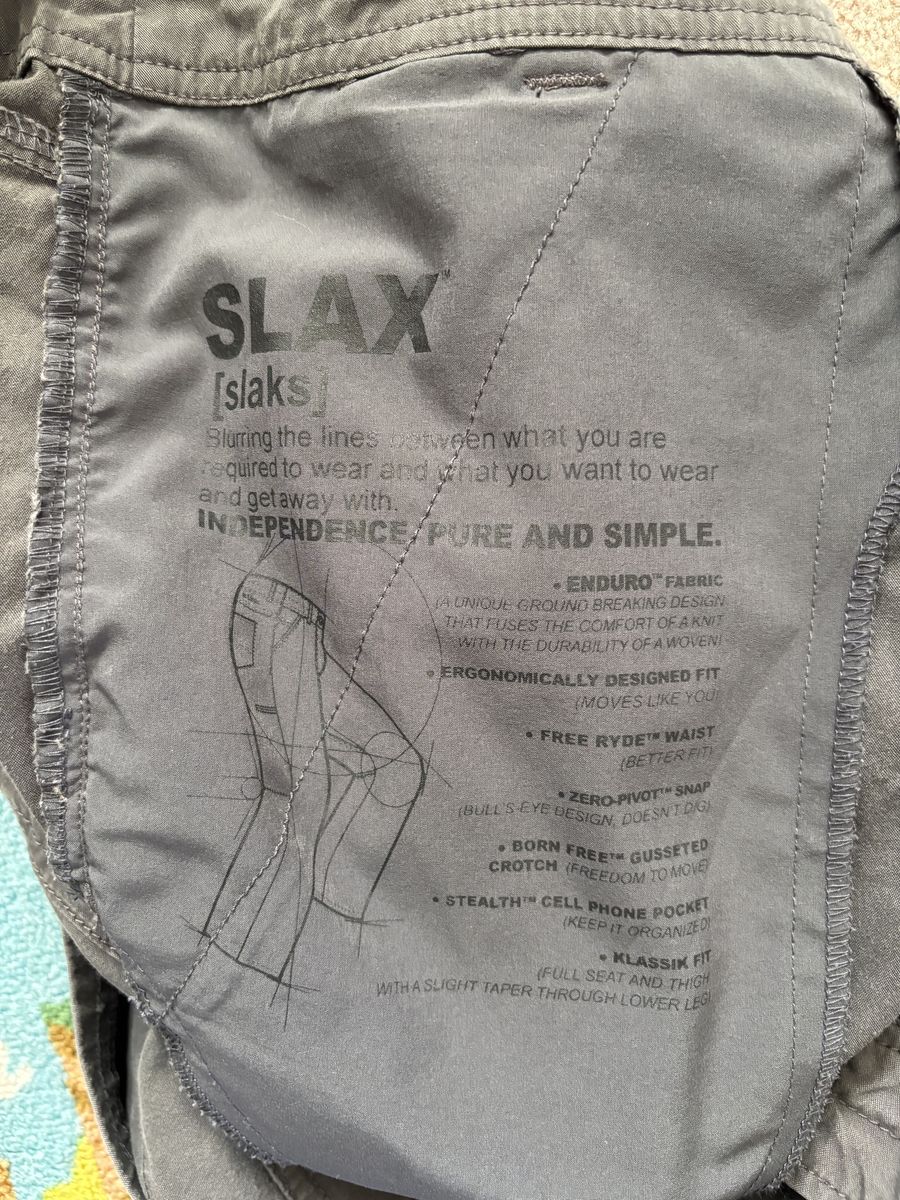 SLAX™
[slaks]
Blurring the lines between what you are
required to wear and what you want to wear
and get away with.
INDEPENDENCE, PURE AND SIMPLE.
• ENDURO™ FABRIC
(A UNIQUE GROUND BREAKING DESIGN
THAT FUSES THE COMFORT OF A KNIT
WITH THE DURABILITY OF A WOVEN)
• ERGONOMICALLY DESIGNED FIT
(MOVES LIKE YOU)
• FREE RYDE™ WAIST
(BETTER FIT)
• ZERO-PIVOT™ SNAP
(BULL'S-EYE DESIGN, DOESN'T DIG)
• BORN FREE™ GUSSETED
CROTCH (FREEDOM TO MOVE)
• STEALTH™ CELL PHONE POCKET
(KEEP IT ORGANIZED)
• KLASSIK FIT
(FULL SEAT AND THIGH
WITH A SLIGHT TAPER THROUGH LOWER LEG)